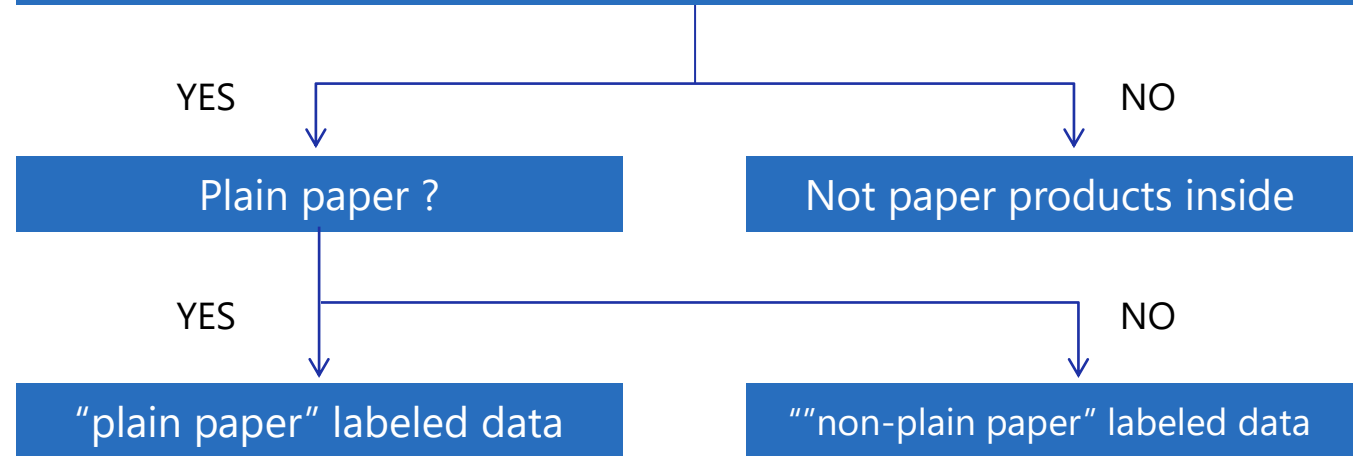 YES
NO
Plain paper ?
Not paper products inside
YES
NO
“plain paper” labeled data
““”non-plain paper” labeled data